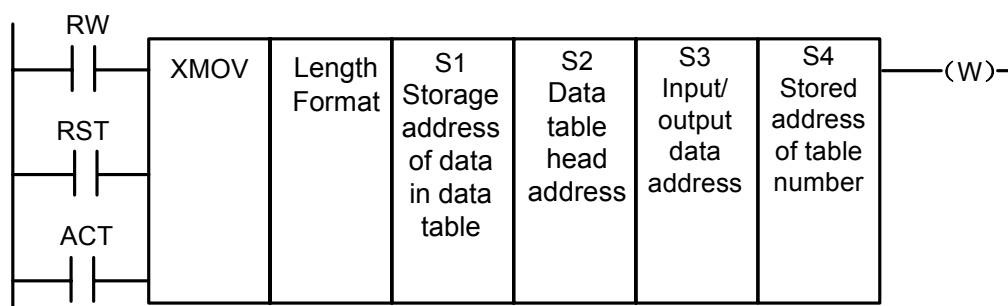 RW
RST
ACT
XMOV
Length
Format
S1
Storage
address
of data
in data
table
S2
Data
table
head
address
S3
Input/
output
data
address
S4
Stored
address
of table
number
(W)